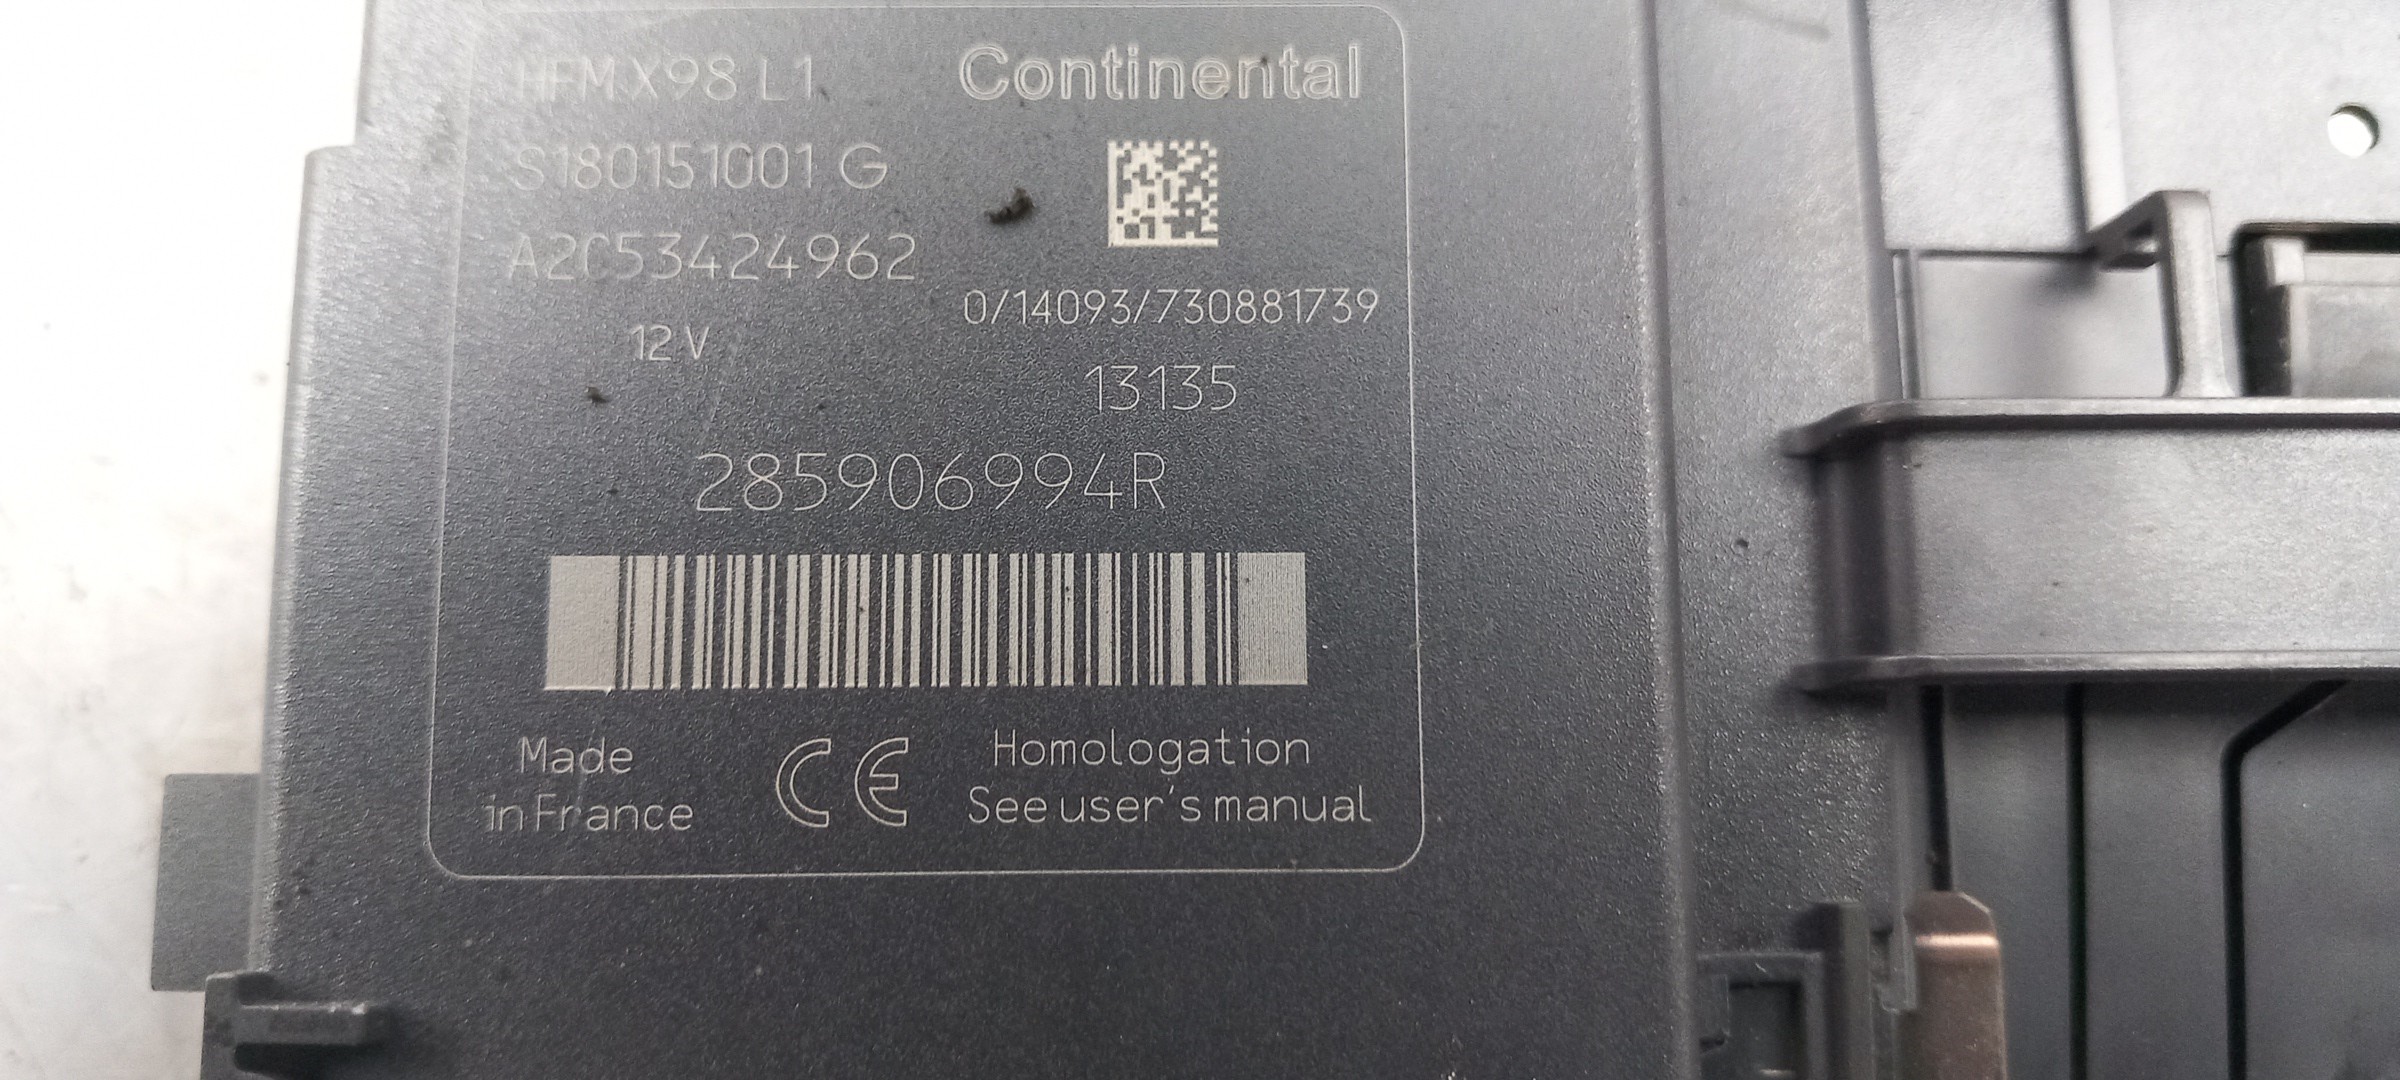 HFM X98 L1
Continental
S180151001 G
A2C53424962
0/14093/730881739
12 V
13135
285906994R
Made
in France
CE
Homologation
See user's manual